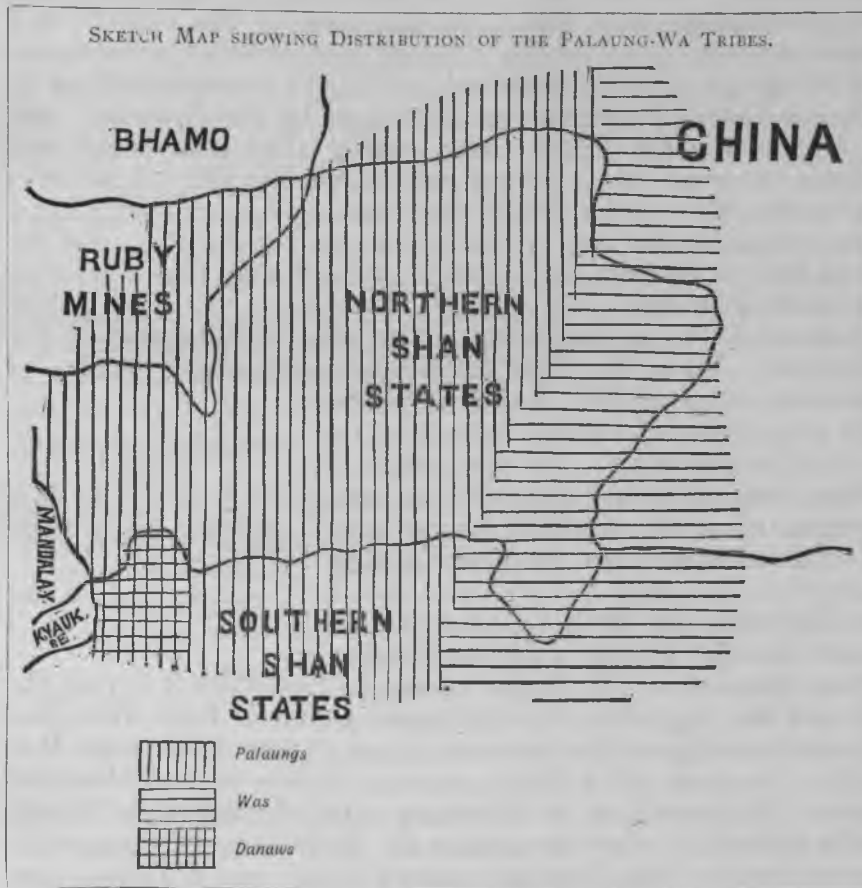 SKETCH MAP SHOWING DISTRIBUTION OF THE PALAUNG-WA TRIBES.
BHAMO
CHINA
RUBY
MINES
NORTHERN
SHAN
STATES
MANDALAY
KYAUK.
SE.
SOUTHERN
SHAN
STATES
Palaungs
Was
Danaws